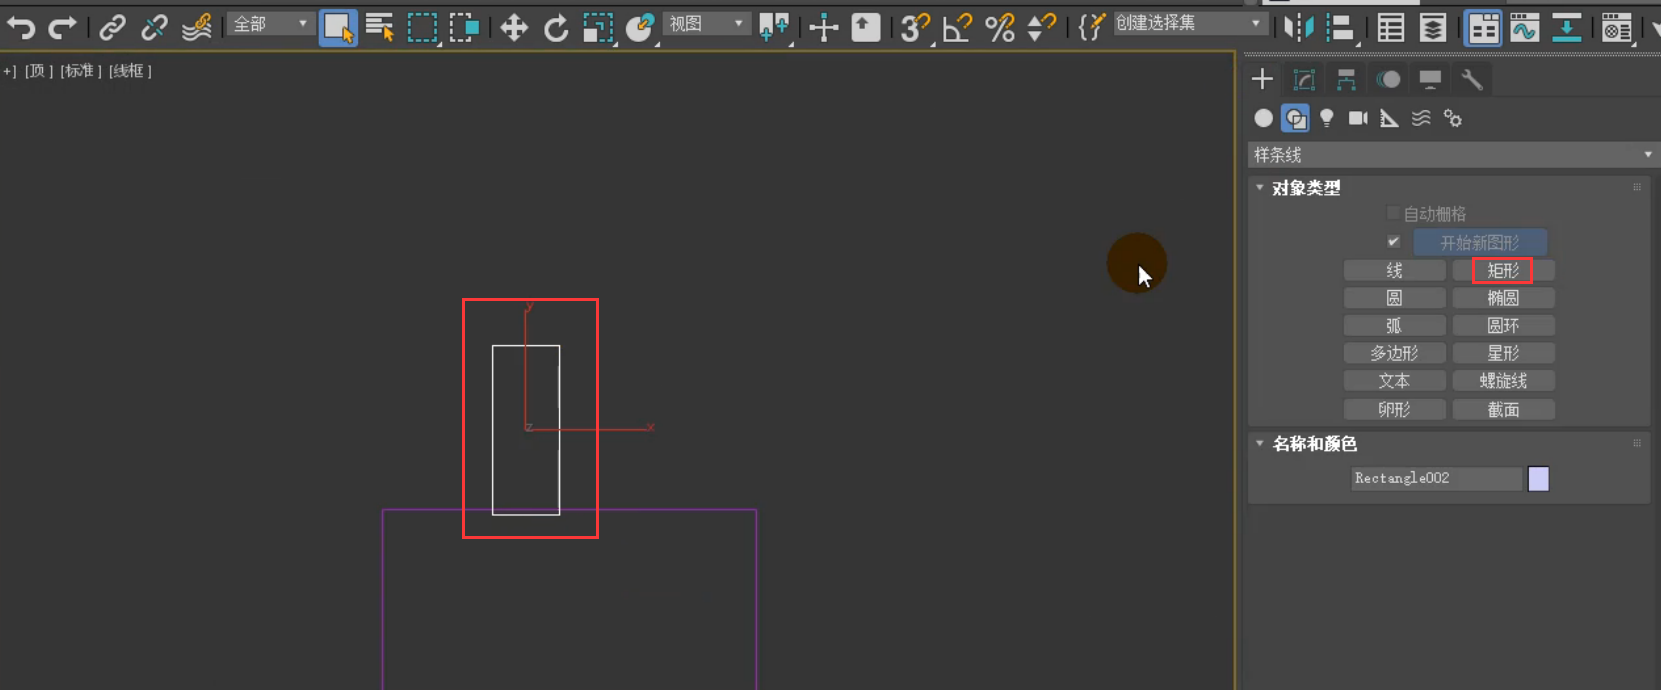 全部
视图
3
创建选择集
+] [顶] [标准] [线框]
样条线
对象类型
自动栅格
开始新图形
线 矩形
圆 椭圆
弧 圆环
多边形 星形
文本 螺旋线
卵形 截面
名称和颜色
Rectangle002
y
z
x